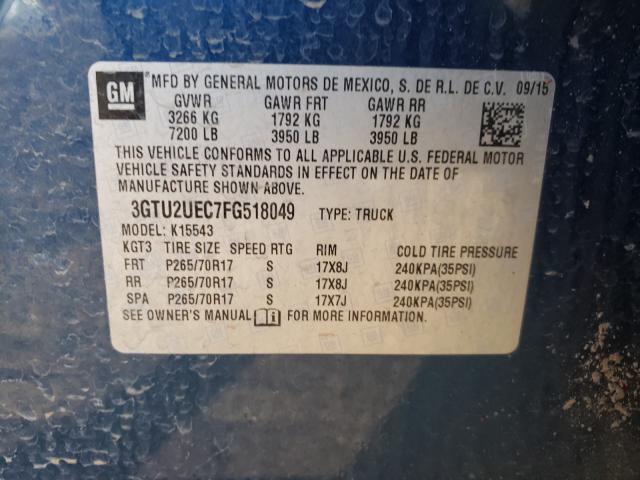 GM MFD BY GENERAL MOTORS DE MEXICO, S. DE R.L. DE C.V. 09/15
GVWR GAWR FRT GAWR RR
3266 KG 1792 KG 1792 KG
7200 LB 3950 LB 3950 LB
THIS VEHICLE CONFORMS TO ALL APPLICABLE U.S. FEDERAL MOTOR
VEHICLE SAFETY STANDARDS IN EFFECT ON THE DATE OF
MANUFACTURE SHOWN ABOVE.
3GTU2UEC7FG518049 TYPE: TRUCK
MODEL: K15543
KGT3 TIRE SIZE SPEED RTG RIM COLD TIRE PRESSURE
FRT P265/70R17 S 17X8J 240KPA(35PSI)
RR P265/70R17 S 17X8J 240KPA(35PSI)
SPA P265/70R17 S 17X7J 240KPA(35PSI)
SEE OWNER'S MANUAL FOR MORE INFORMATION.